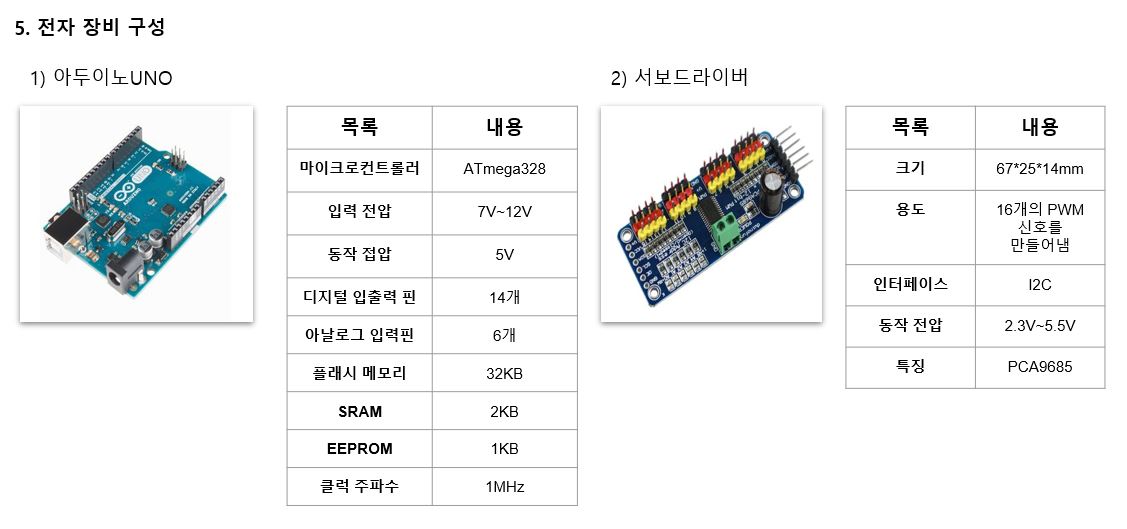 5. 전자 장비 구성
1) 아두이노UNO
목록 내용
마이크로컨트롤러 ATmega328
입력 전압 7V~12V
동작 접압 5V
디지털 입출력 핀 14개
아날로그 입력핀 6개
플래시 메모리 32KB
SRAM 2KB
EEPROM 1KB
클럭 주파수 1MHz
2) 서보드라이버
목록 내용
크기 67*25*14mm
용도 16개의 PWM
신호를
만들어냄
인터페이스 I2C
동작 전압 2.3V~5.5V
특징 PCA9685